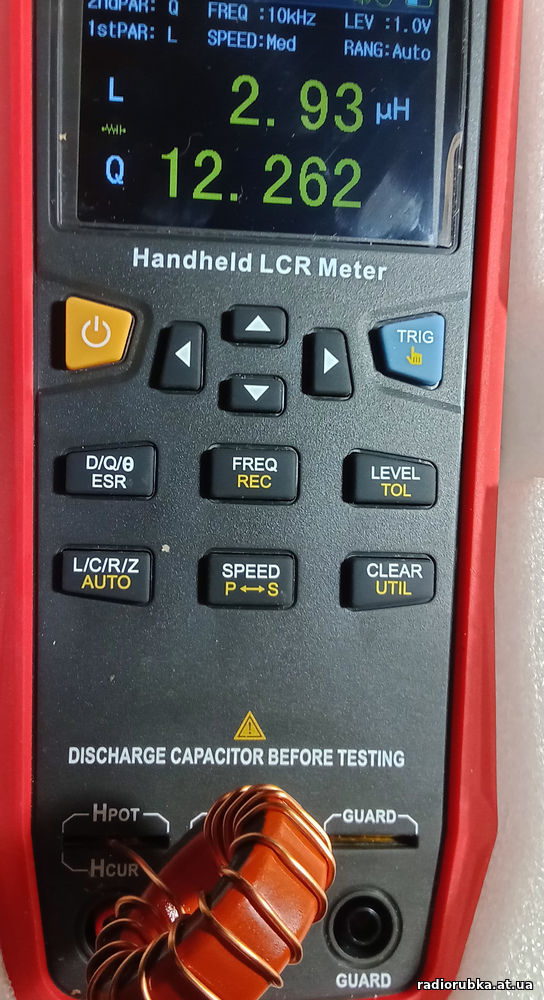 2ndPAR: Q FREQ :10kHz LEV :1.0V
1stPAR: L SPEED:Med RANG:Auto
L 2.93 μH
Q 12.262
Handheld LCR Meter
TRIG
D/Q/θ
ESR
FREQ
REC
LEVEL
TOL
L/C/R/Z
AUTO
SPEED
P↔S
CLEAR
UTIL
DISCHARGE CAPACITOR BEFORE TESTING
HPOT
GUARD
HCUR
GUARD
radiorubka.at.ua